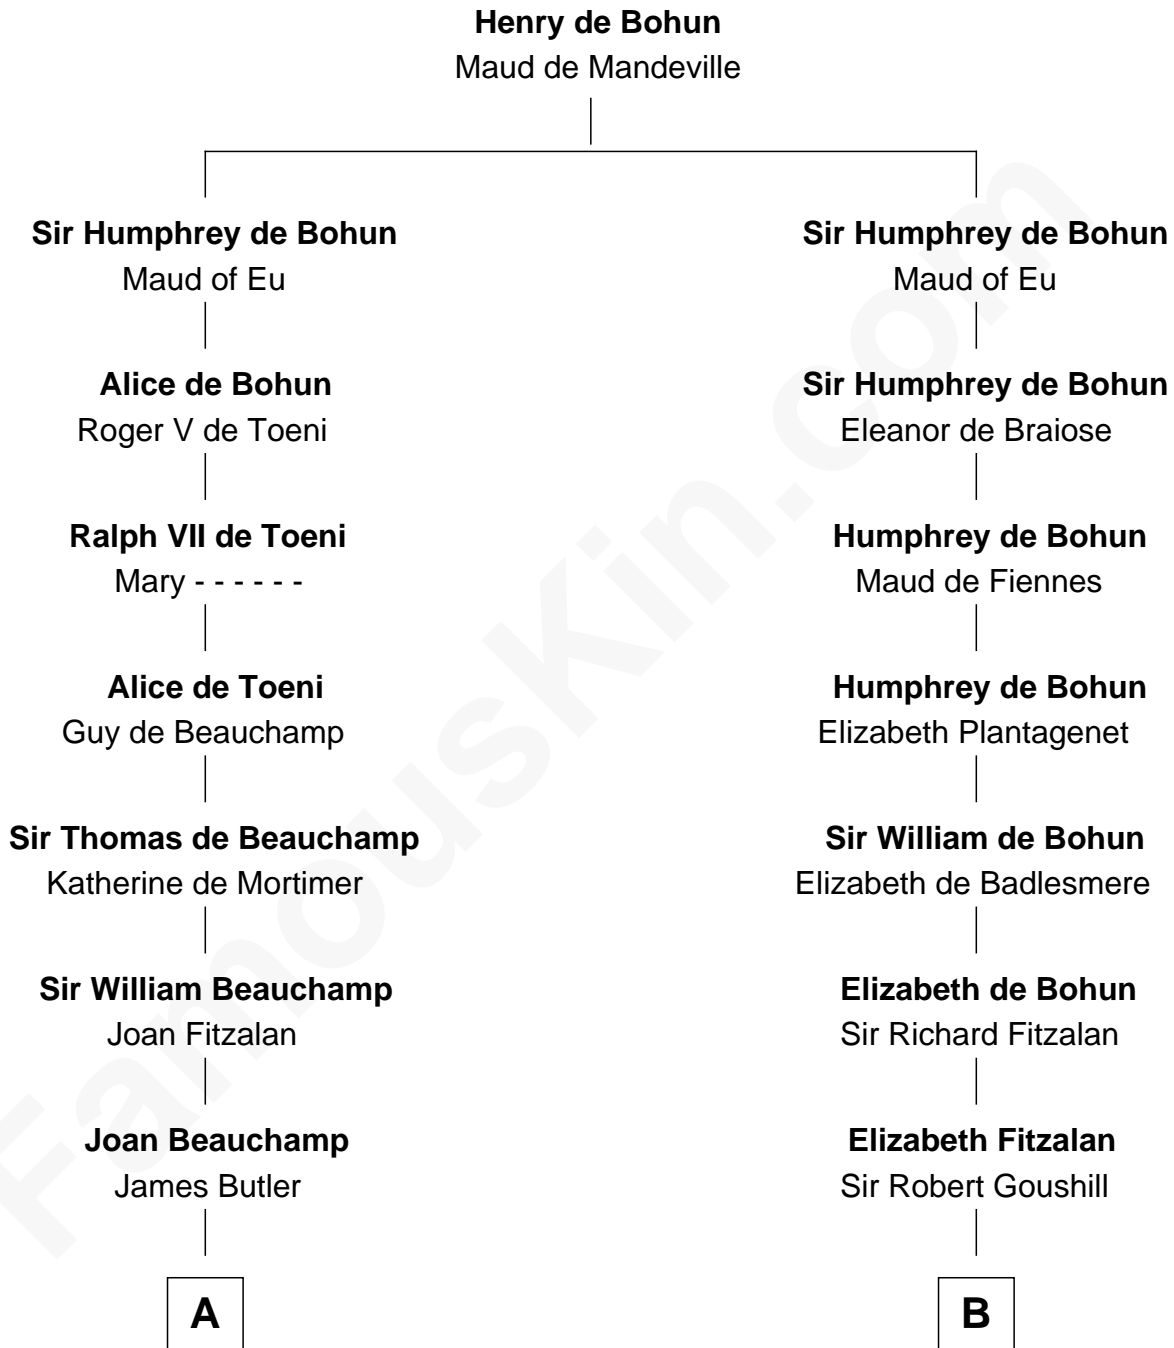 Henry de Bohun
Maud de Mandeville
Sir Humphrey de Bohun
Maud of Eu
Alice de Bohun
Roger V de Toeni
Ralph VII de Toeni
Mary - - - - - -
Alice de Toeni
Guy de Beauchamp
Sir Thomas de Beauchamp
Katherine de Mortimer
Sir William Beauchamp
Joan Fitzalan
Joan Beauchamp
James Butler
A
Sir Humphrey de Bohun
Maud of Eu
Sir Humphrey de Bohun
Eleanor de Braiose
Humphrey de Bohun
Maud de Fiennes
Humphrey de Bohun
Elizabeth Plantagenet
Sir William de Bohun
Elizabeth de Badlesmere
Elizabeth de Bohun
Sir Richard Fitzalan
Elizabeth Fitzalan
Sir Robert Goushill
B
FamousKin.com